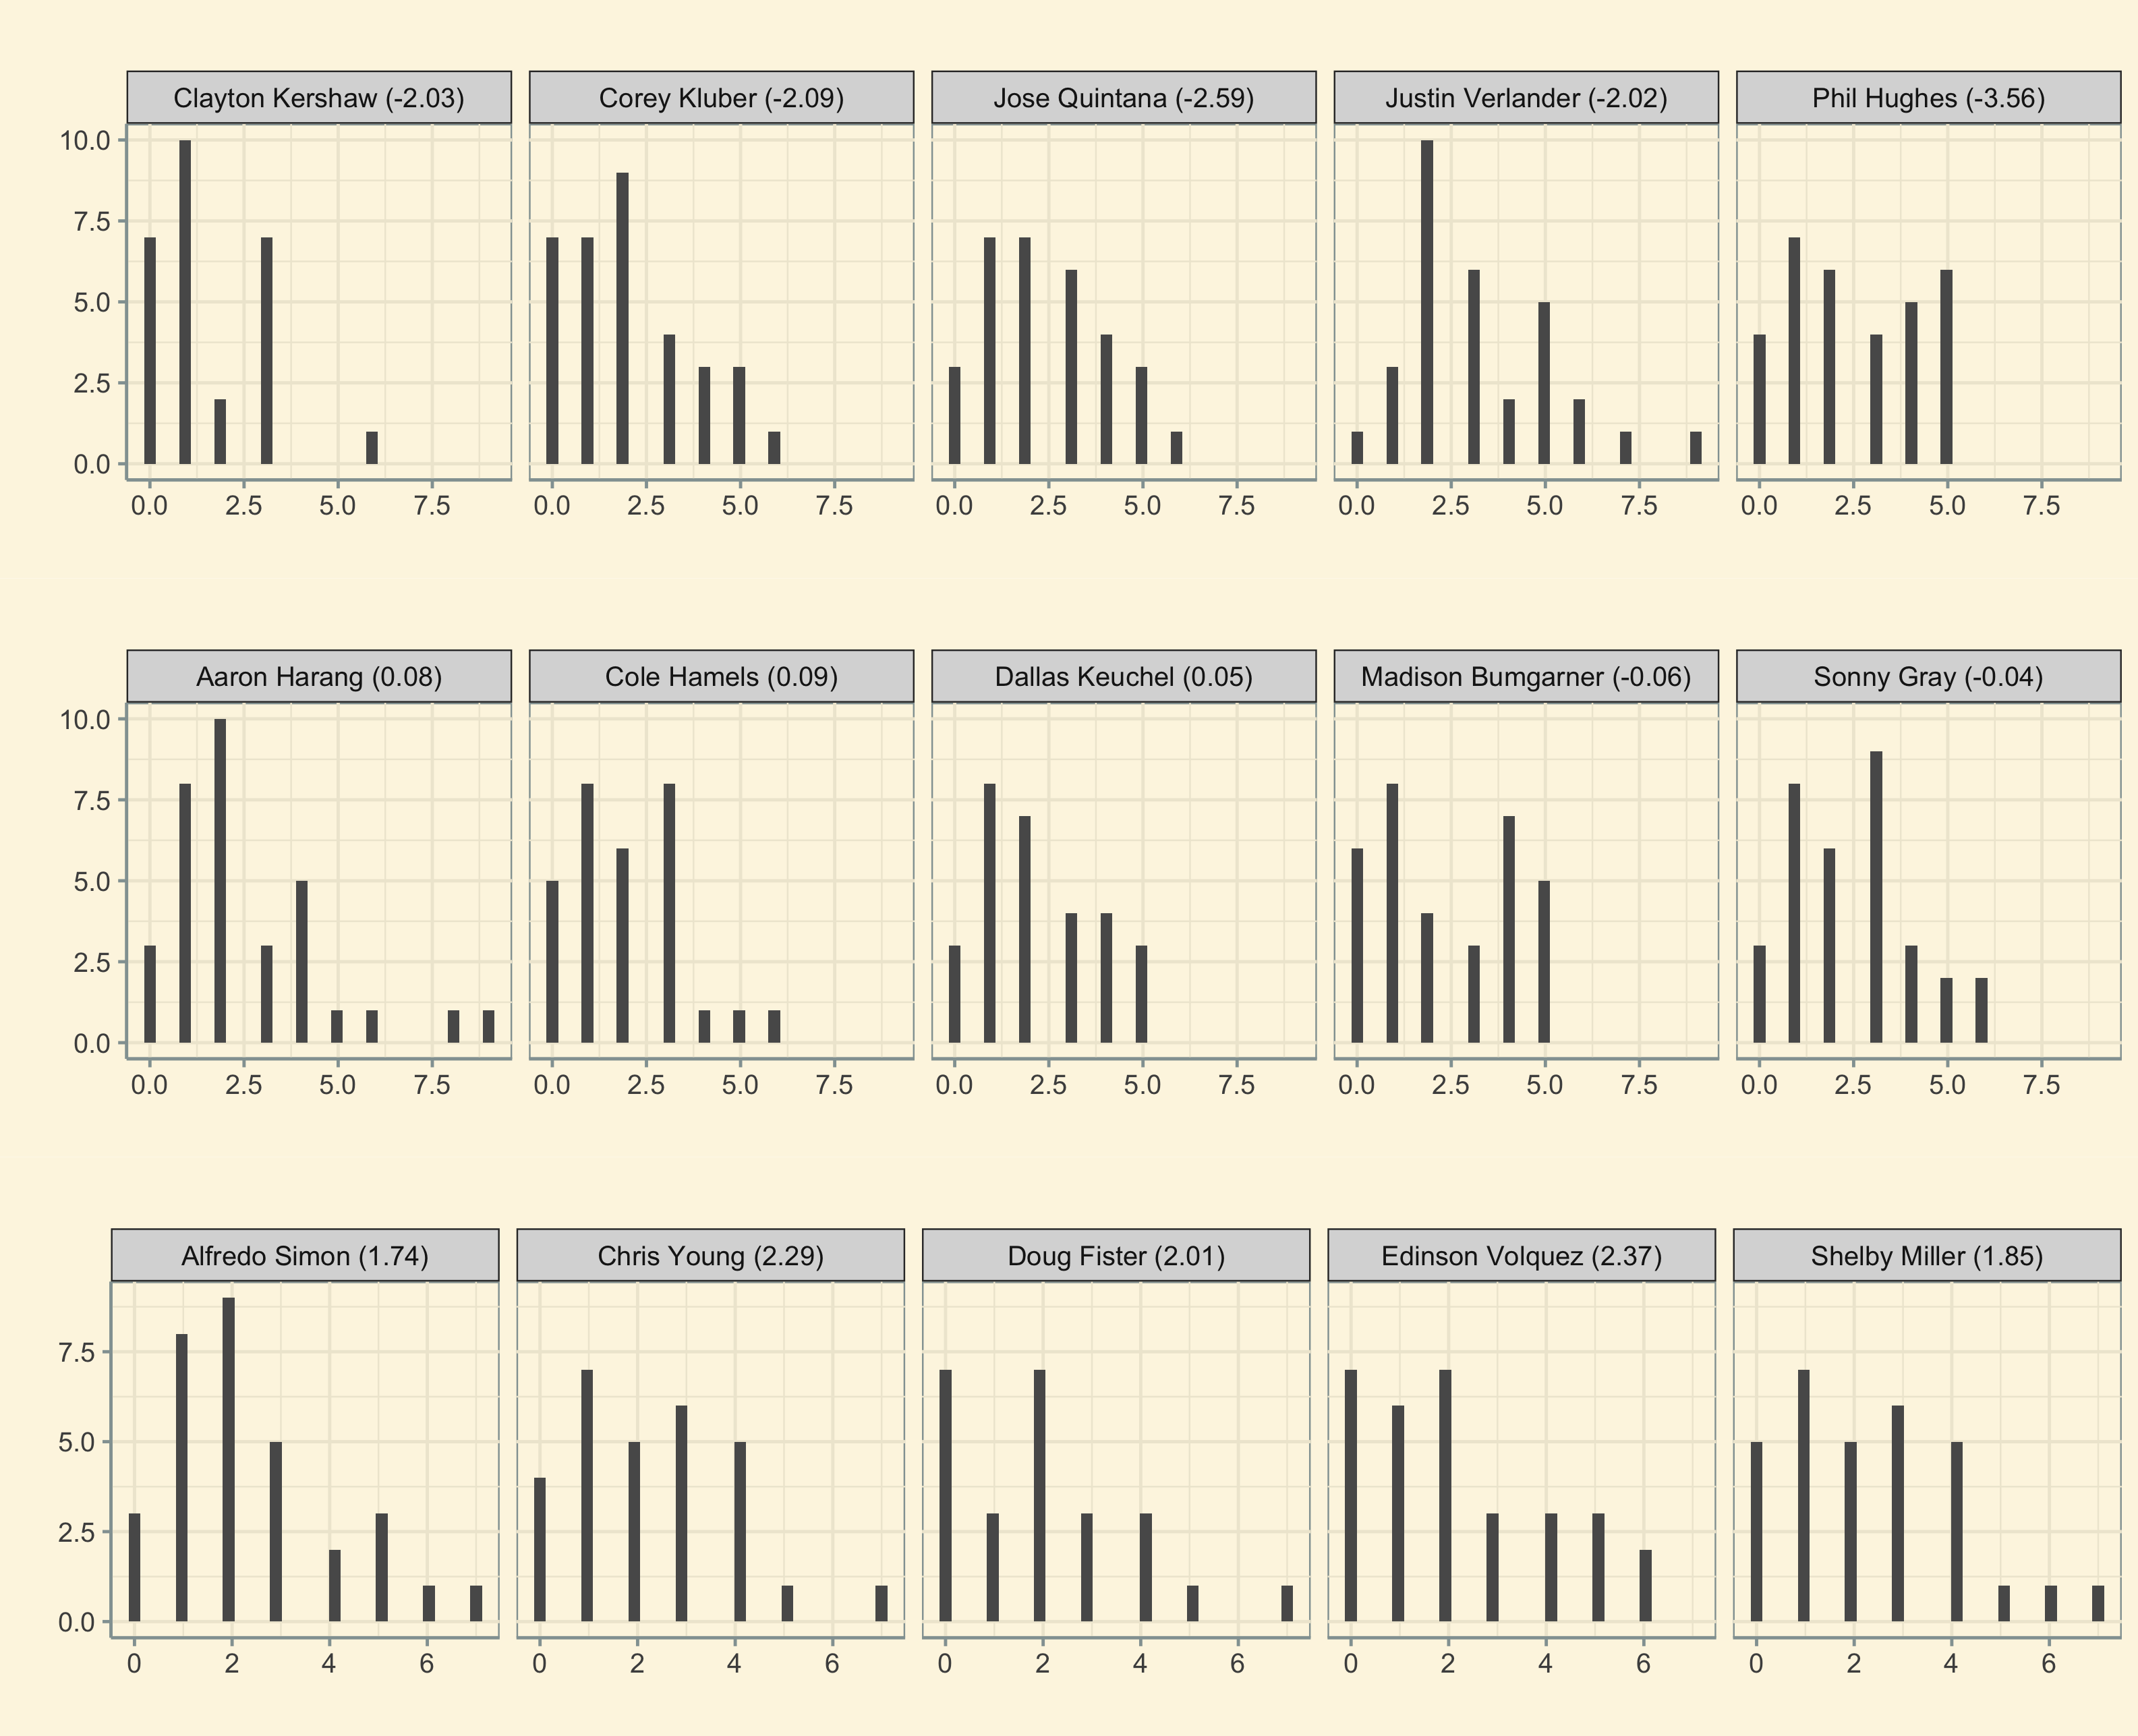 Clayton Kershaw (-2.03) Corey Kluber (-2.09) Jose Quintana (-2.59) Justin Verlander (-2.02) Phil Hughes (-3.56)
10.0
7.5
5.0
2.5
0.0
0.0 2.5 5.0 7.5 0.0 2.5 5.0 7.5 0.0 2.5 5.0 7.5 0.0 2.5 5.0 7.5 0.0 2.5 5.0 7.5
Aaron Harang (0.08) Cole Hamels (0.09) Dallas Keuchel (0.05) Madison Bumgarner (-0.06) Sonny Gray (-0.04)
10.0
7.5
5.0
2.5
0.0
0.0 2.5 5.0 7.5 0.0 2.5 5.0 7.5 0.0 2.5 5.0 7.5 0.0 2.5 5.0 7.5 0.0 2.5 5.0 7.5
Alfredo Simon (1.74) Chris Young (2.29) Doug Fister (2.01) Edinson Volquez (2.37) Shelby Miller (1.85)
7.5
5.0
2.5
0.0
0 2 4 6 0 2 4 6 0 2 4 6 0 2 4 6 0 2 4 6